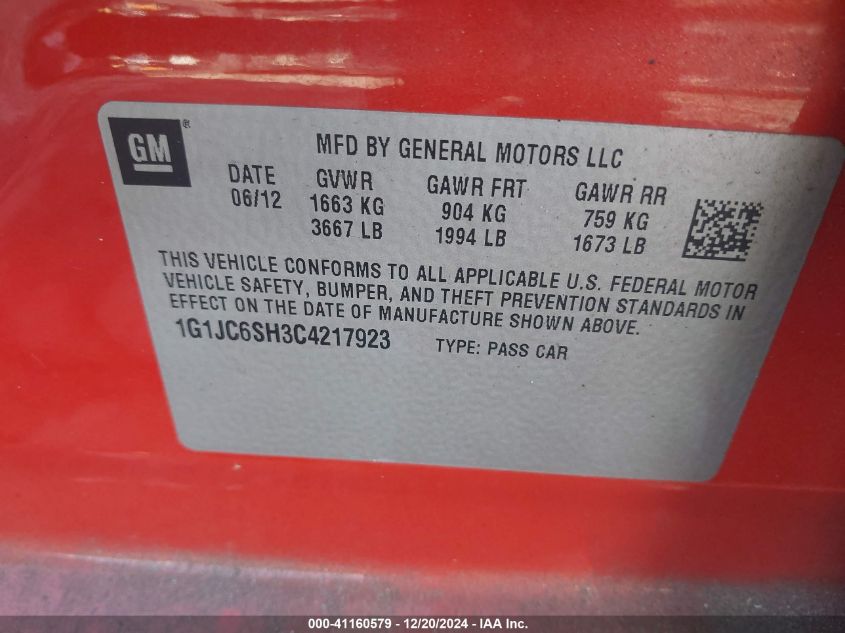 GM®
MFD BY GENERAL MOTORS LLC
DATE GVWR GAWR FRT GAWR RR
06/12 1663 KG 904 KG 759 KG
3667 LB 1994 LB 1673 LB
THIS VEHICLE CONFORMS TO ALL APPLICABLE U.S. FEDERAL MOTOR
VEHICLE SAFETY, BUMPER, AND THEFT PREVENTION STANDARDS IN
EFFECT ON THE DATE OF MANUFACTURE SHOWN ABOVE.
1G1JC6SH3C4217923 TYPE: PASS CAR
000-41160579 - 12/20/2024 - IAA Inc.